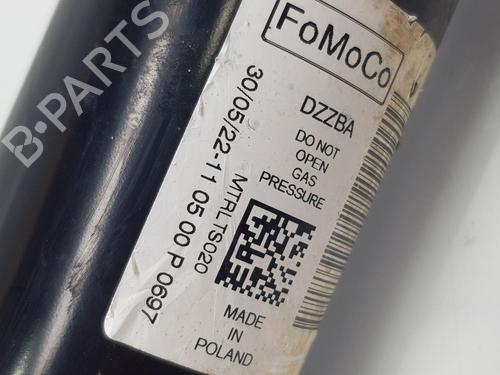 FoMoCo
DZZBA
DO NOT
OPEN
GAS
PRESSURE
MTRLTS020
30/05/22-11 05 00 P 0697
MADE
IN
POLAND
B-PARTS